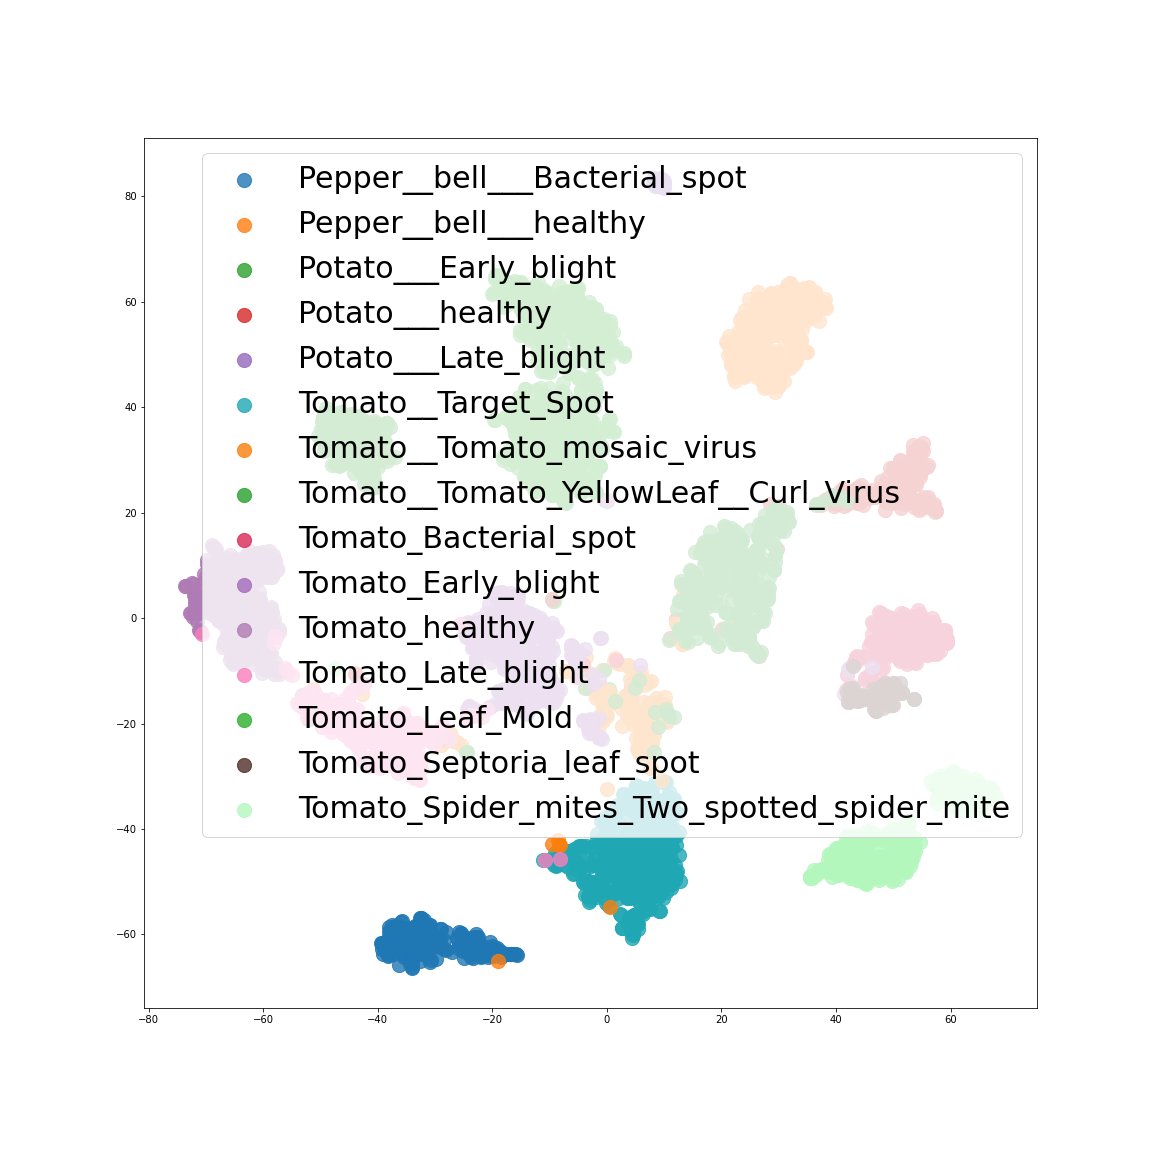 Pepper__bell___Bacterial_spot
Pepper__bell___healthy
Potato___Early_blight
Potato___healthy
Potato___Late_blight
Tomato__Target_Spot
Tomato__Tomato_mosaic_virus
Tomato__Tomato_YellowLeaf__Curl_Virus
Tomato_Bacterial_spot
Tomato_Early_blight
Tomato_healthy
Tomato_Late_blight
Tomato_Leaf_Mold
Tomato_Septoria_leaf_spot
Tomato_Spider_mites_Two_spotted_spider_mite
80
60
40
20
0
−20
−40
−60
−80 −60 −40 −20 0 20 40 60